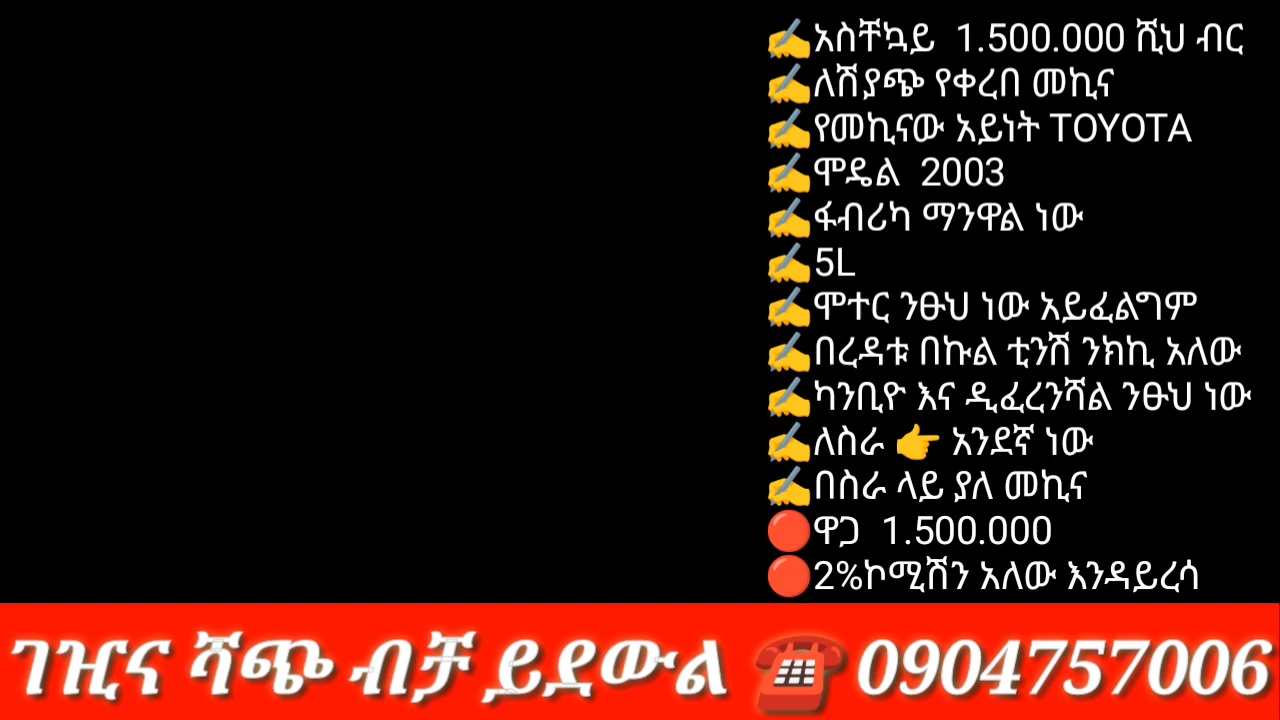 ✍️አስቸኳይ  1.500.000 ሺህ ብር
✍️ለሽያጭ የቀረበ መኪና
✍️የመኪናው አይነት TOYOTA
✍️ሞዴል  2003
✍️ፋብሪካ ማንዋል ነው
✍️5L
✍️ሞተር ንፁህ ነው አይፈልግም
✍️በረዳቱ በኩል ቲንሽ ንክኪ አለው
✍️ካንቢዮ እና ዲፈረንሻል ንፁህ ነው
✍️ለስራ 👉 አንደኛ ነው
✍️በስራ ላይ ያለ መኪና
🔴ዋጋ  1.500.000
🔴2%ኮሚሽን አለው እንዳይረሳ
ገዢና ሻጭ ብቻ ይደውል ☎️0904757006